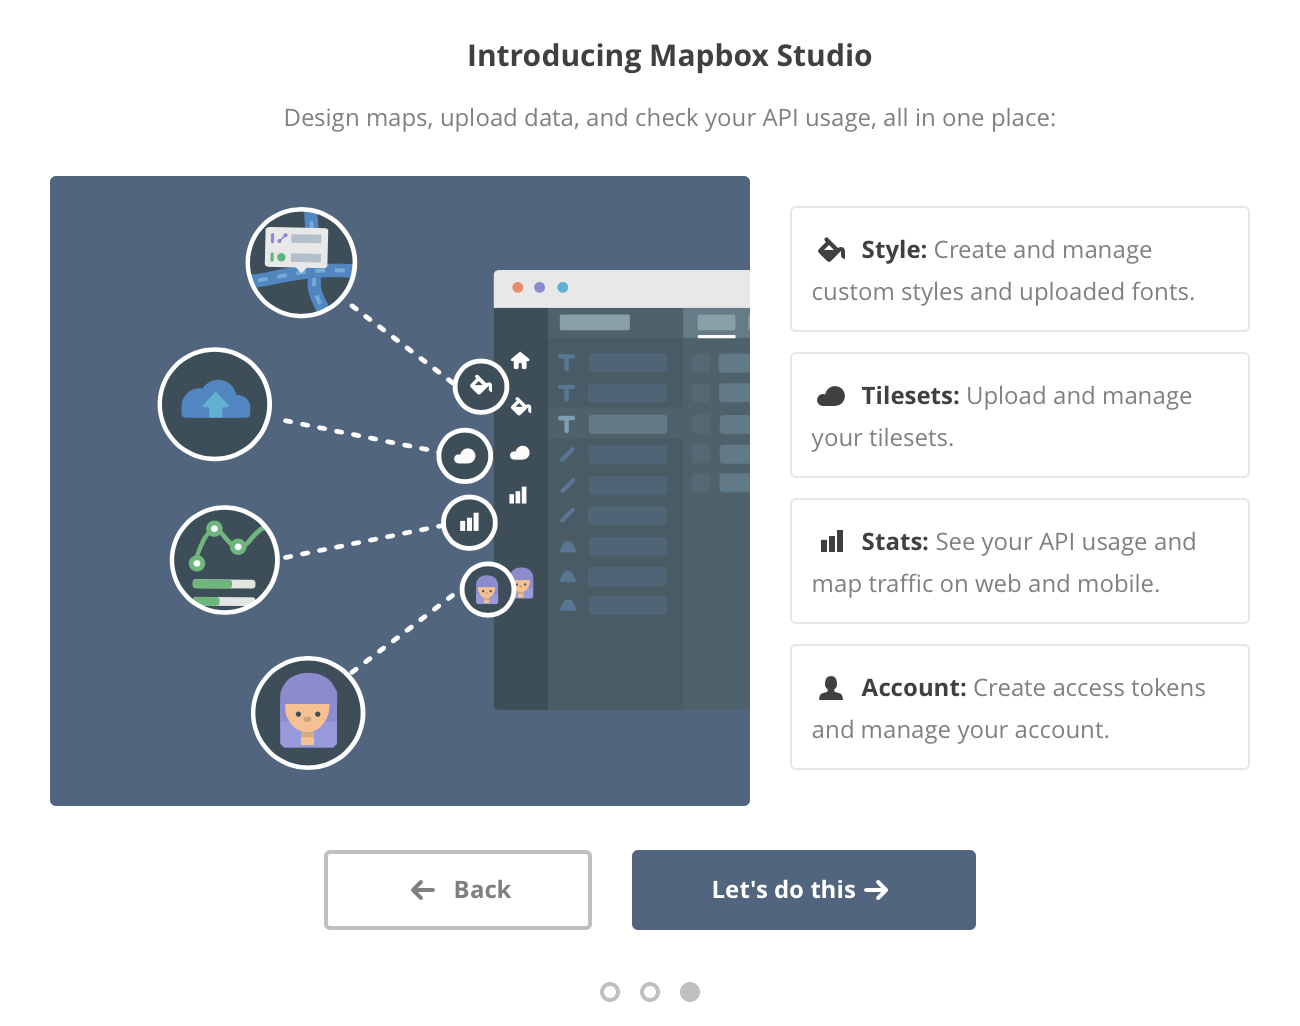 Introducing Mapbox Studio
Design maps, upload data, and check your API usage, all in one place:
Style: Create and manage
custom styles and uploaded fonts.
Tilesets: Upload and manage
your tilesets.
Stats: See your API usage and
map traffic on web and mobile.
Account: Create access tokens
and manage your account.
Back
Let's do this